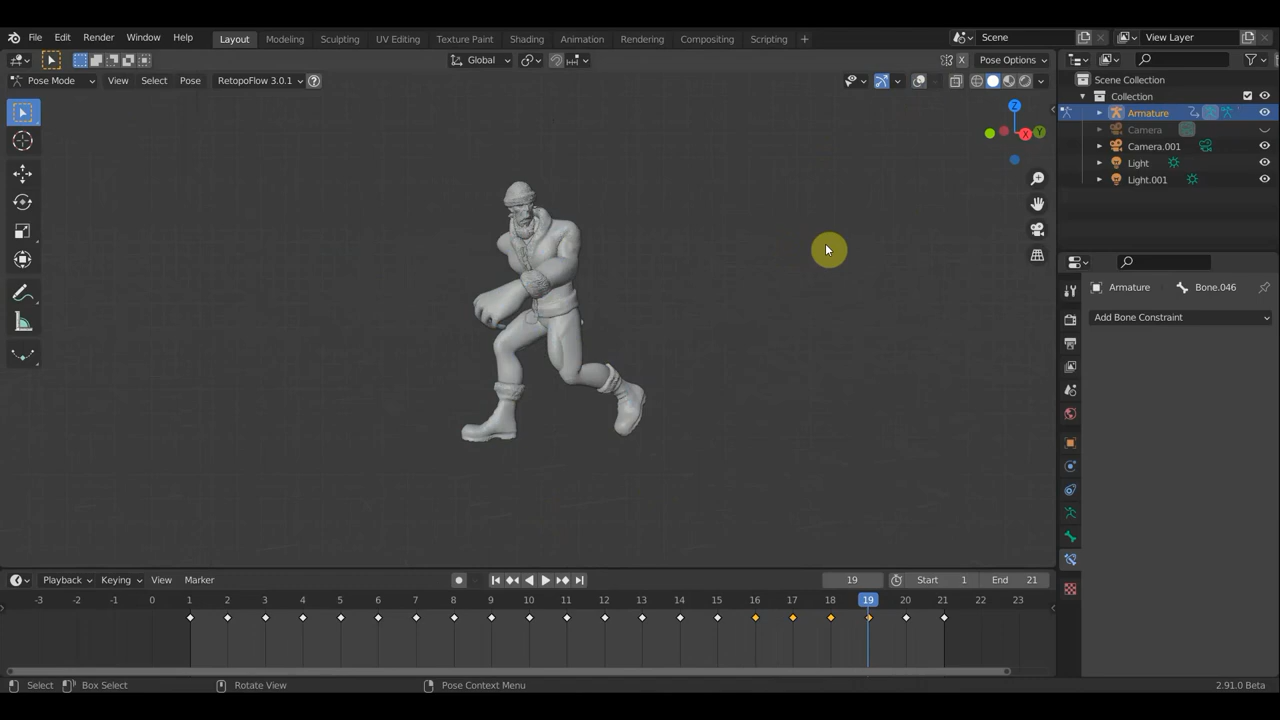 File Edit Render Window Help Layout Modeling Sculpting UV Editing Texture Paint Shading Animation Rendering Compositing Scripting + Scene View Layer
Global X Pose Options
Pose Mode View Select Pose RetopoFlow 3.0.1 ?
Scene Collection
Collection
Armature
Camera
Camera.001
Light
Light.001
Z
X
Y
Armature Bone.046
Add Bone Constraint
Playback Keying View Marker 19 Start 1 End 21
-3 -2 -1 0 1 2 3 4 5 6 7 8 9 10 11 12 13 14 15 16 17 18 19 20 21 22 23
Select Box Select Rotate View Pose Context Menu 2.91.0 Beta